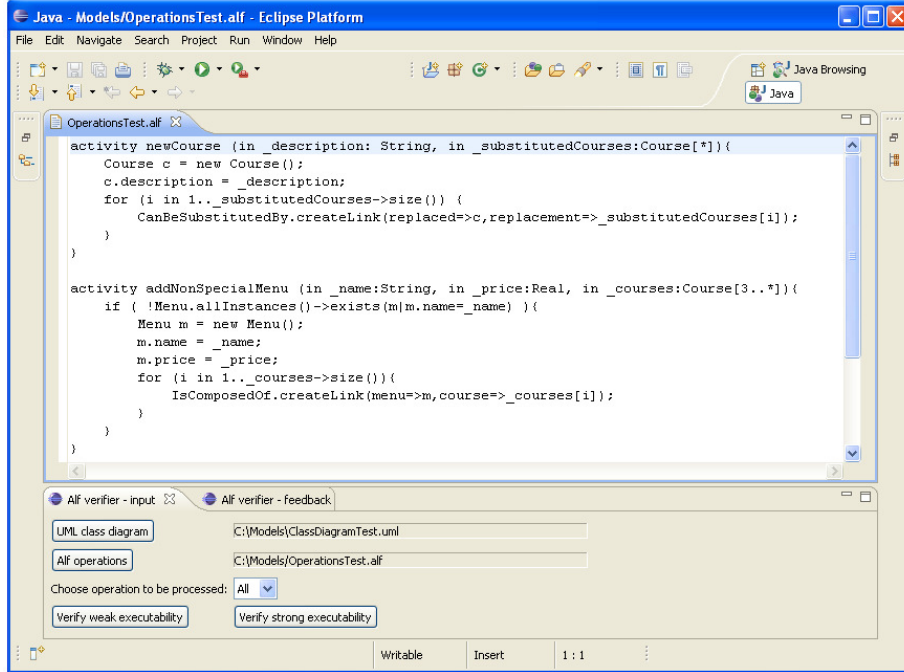 Java - Models/OperationsTest.alf - Eclipse Platform
File Edit Navigate Search Project Run Window Help
Java Browsing
Java
OperationsTest.alf
activity newCourse (in _description: String, in _substitutedCourses:Course[*]){
    Course c = new Course();
    c.description = _description;
    for (i in 1.._substitutedCourses->size()) {
        CanBeSubstitutedBy.createLink(replaced=>c,replacement=>_substitutedCourses[i]);
    }
}
activity addNonSpecialMenu (in _name:String, in _price:Real, in _courses:Course[3..*]){
    if ( !Menu.allInstances()->exists(m|m.name=_name) ){
        Menu m = new Menu();
        m.name = _name;
        m.price = _price;
        for (i in 1.._courses->size()){
            IsComposedOf.createLink(menu=>m,course=>_courses[i]);
        }
    }
}
Alf verifier - input Alf verifier - feedback
UML class diagram C:\Models\ClassDiagramTest.uml
Alf operations C:\Models/OperationsTest.alf
Choose operation to be processed: All
Verify weak executability Verify strong executability
Writable Insert 1 : 1